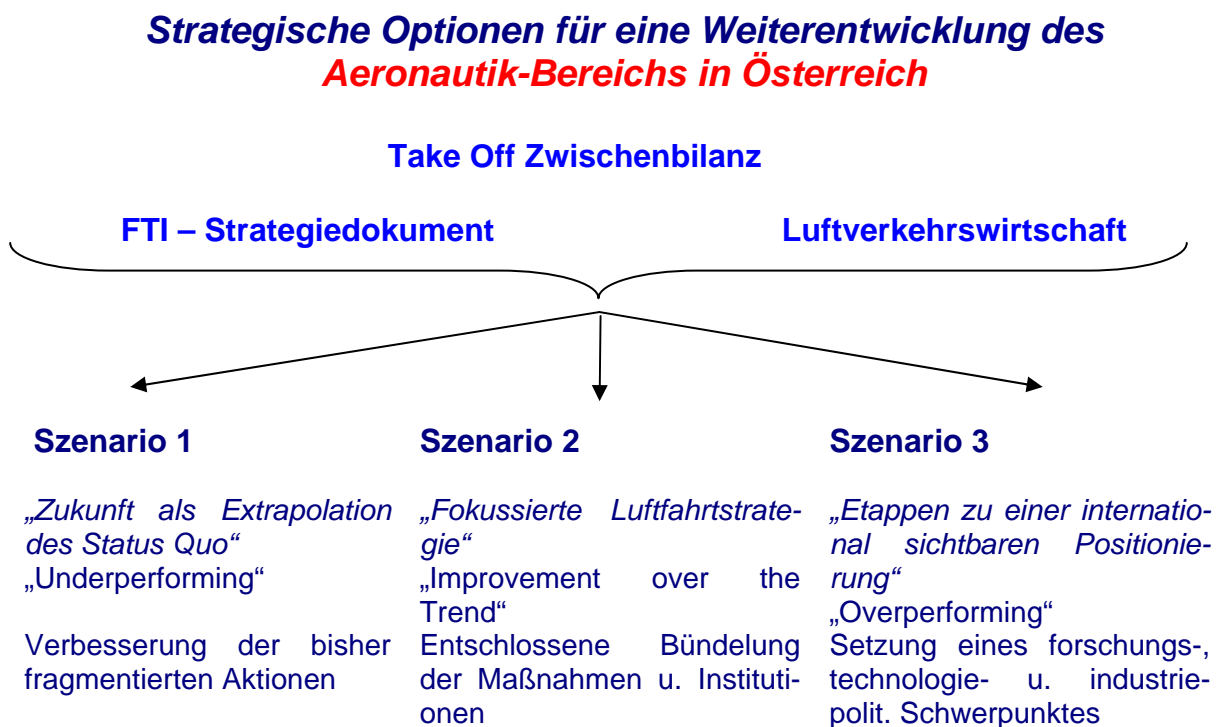 Strategische Optionen für eine Weiterentwicklung des
Aeronautik-Bereichs in Österreich
Take Off Zwischenbilanz
FTI – Strategiedokument
Luftverkehrswirtschaft
Szenario 1
„Zukunft als Extrapolation
des Status Quo“
„Underperforming“
Verbesserung der bisher
fragmentierten Aktionen
Szenario 2
„Fokussierte Luftfahrtstrate-
gie“
„Improvement over the
Trend“
Entschlossene Bündelung
der Maßnahmen u. Instituti-
onen
Szenario 3
„Etappen zu einer internatio-
nal sichtbaren Positionie-
rung“
„Overperforming“
Setzung eines forschungs-,
technologie- u. industrie-
polit. Schwerpunktes